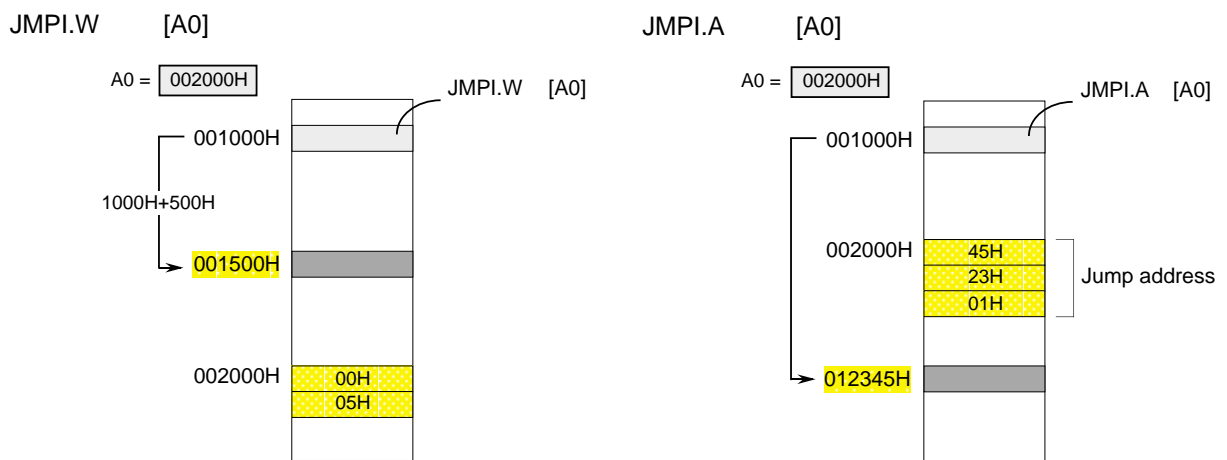 JMPI.W [A0]
A0 = 002000H
JMPI.W [A0]
001000H
1000H+500H
001500H
002000H
00H
05H
JMPI.A [A0]
A0 = 002000H
JMPI.A [A0]
001000H
002000H
45H
23H
01H
Jump address
012345H